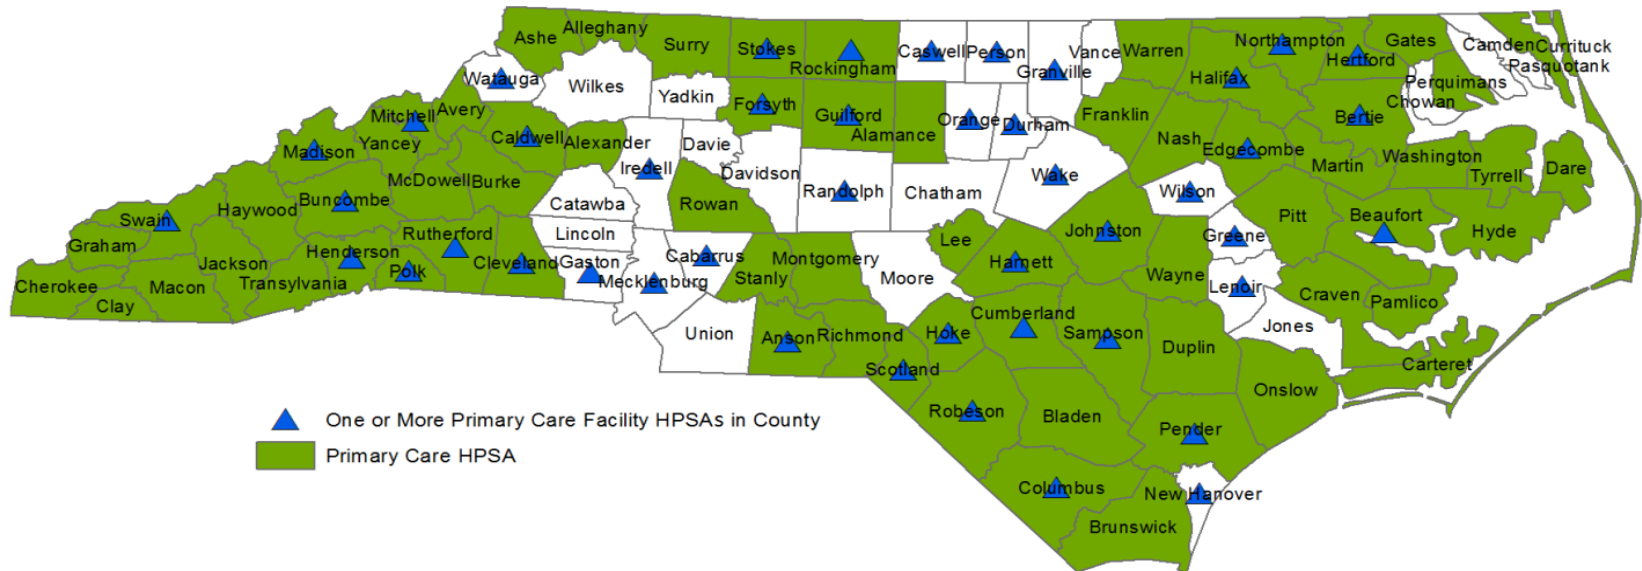 Ashe
Alleghany
Surry
Stokes
Rockingham
Caswell
Person
Granville
Vance
Warren
Northampton
Gates
Hertford
Halifax
Camden
Currituck
Pasquotank
Perquimans
Chowan
Watauga
Wilkes
Yadkin
Forsyth
Guilford
Alamance
Orange
Durham
Franklin
Nash
Edgecombe
Bertie
Martin
Washington
Tyrrell
Dare
Mitchell
Avery
Yancey
Caldwell
Alexander
Iredell
Davie
Davidson
Randolph
Chatham
Wake
Wilson
Madison
McDowell
Burke
Catawba
Rowan
Buncombe
Haywood
Swain
Graham
Jackson
Henderson
Rutherford
Polk
Cleveland
Lincoln
Gaston
Mecklenburg
Cabarrus
Stanly
Montgomery
Moore
Lee
Harnett
Johnston
Wayne
Greene
Pitt
Beaufort
Hyde
Cherokee
Clay
Macon
Transylvania
Union
Anson
Richmond
Scotland
Hoke
Cumberland
Sampson
Duplin
Lenoir
Jones
Craven
Pamlico
Carteret
Onslow
Robeson
Bladen
Pender
Columbus
New Hanover
Brunswick
One or More Primary Care Facility HPSAs in County
Primary Care HPSA